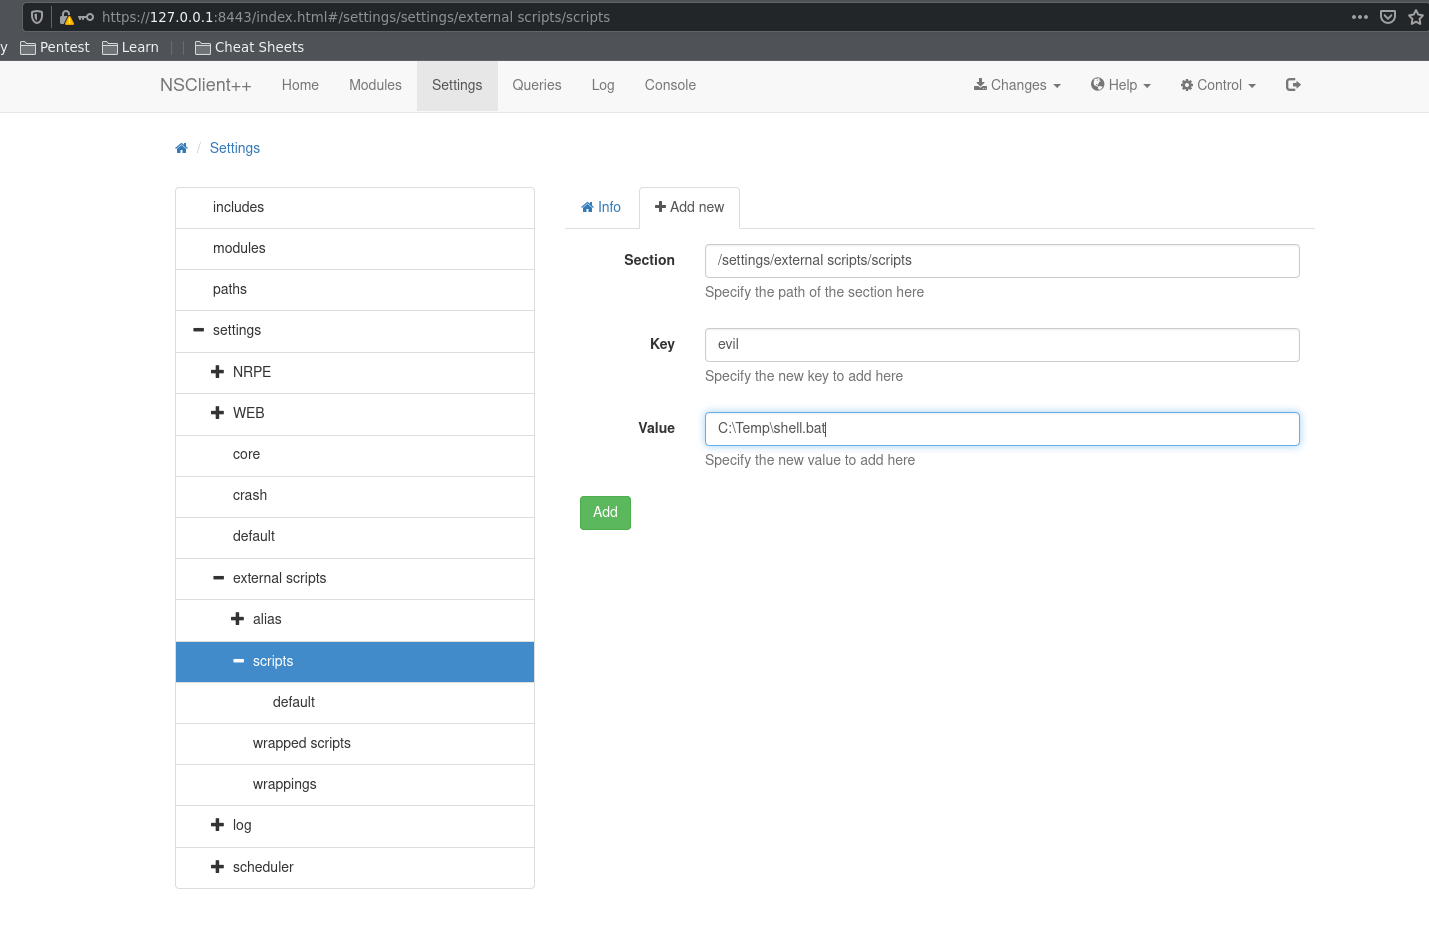 https://127.0.0.1:8443/index.html#/settings/settings/external scripts/scripts
y Pentest Learn Cheat Sheets
NSClient++ Home Modules Settings Queries Log Console Changes Help Control
/ Settings
includes
modules
paths
settings
NRPE
WEB
core
crash
default
external scripts
alias
scripts
default
wrapped scripts
wrappings
log
scheduler
Info Add new
Section /settings/external scripts/scripts
Specify the path of the section here
Key evil
Specify the new key to add here
Value C:\Temp\shell.bat
Specify the new value to add here
Add